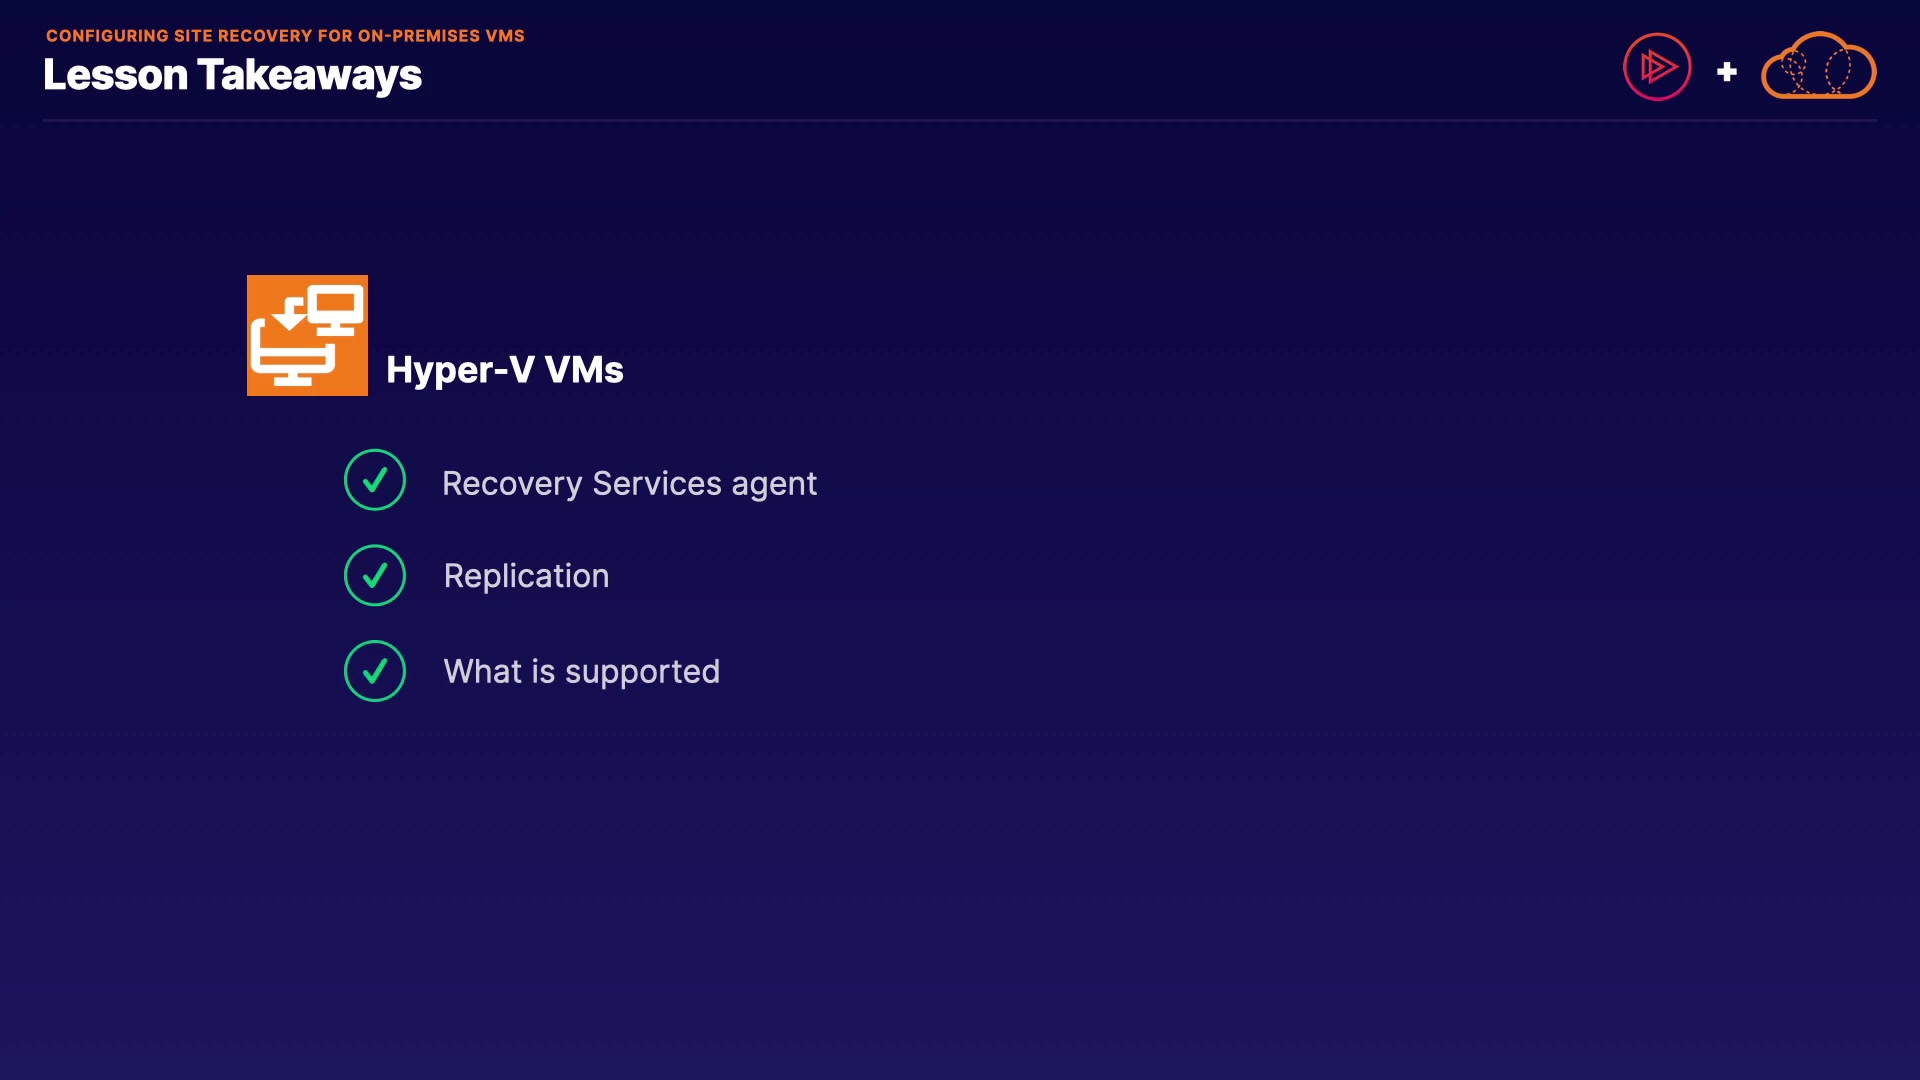 CONFIGURING SITE RECOVERY FOR ON-PREMISES VMS
Lesson Takeaways
Hyper-V VMs
Recovery Services agent
Replication
What is supported